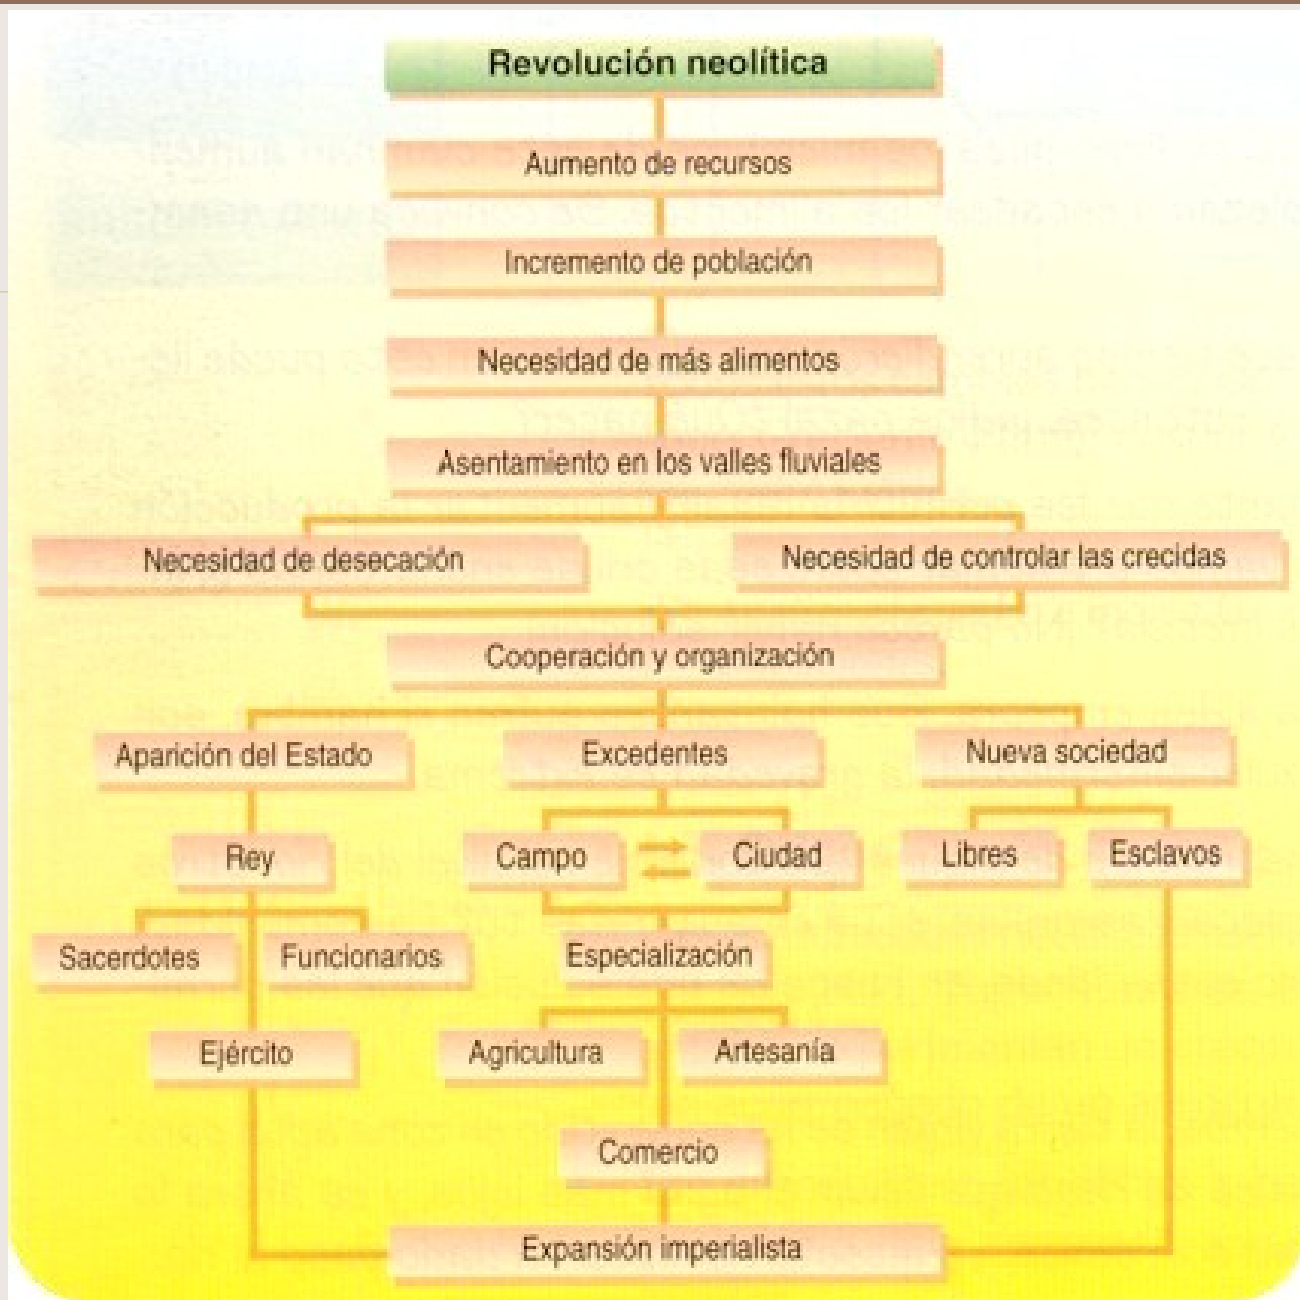 Revolución neolítica
Aumento de recursos
Incremento de población
Necesidad de más alimentos
Asentamiento en los valles fluviales
Necesidad de desecación
Necesidad de controlar las crecidas
Cooperación y organización
Aparición del Estado
Excedentes
Nueva sociedad
Rey
Campo
Ciudad
Libres
Esclavos
Sacerdotes
Funcionarios
Especialización
Ejército
Agricultura
Artesanía
Comercio
Expansión imperialista